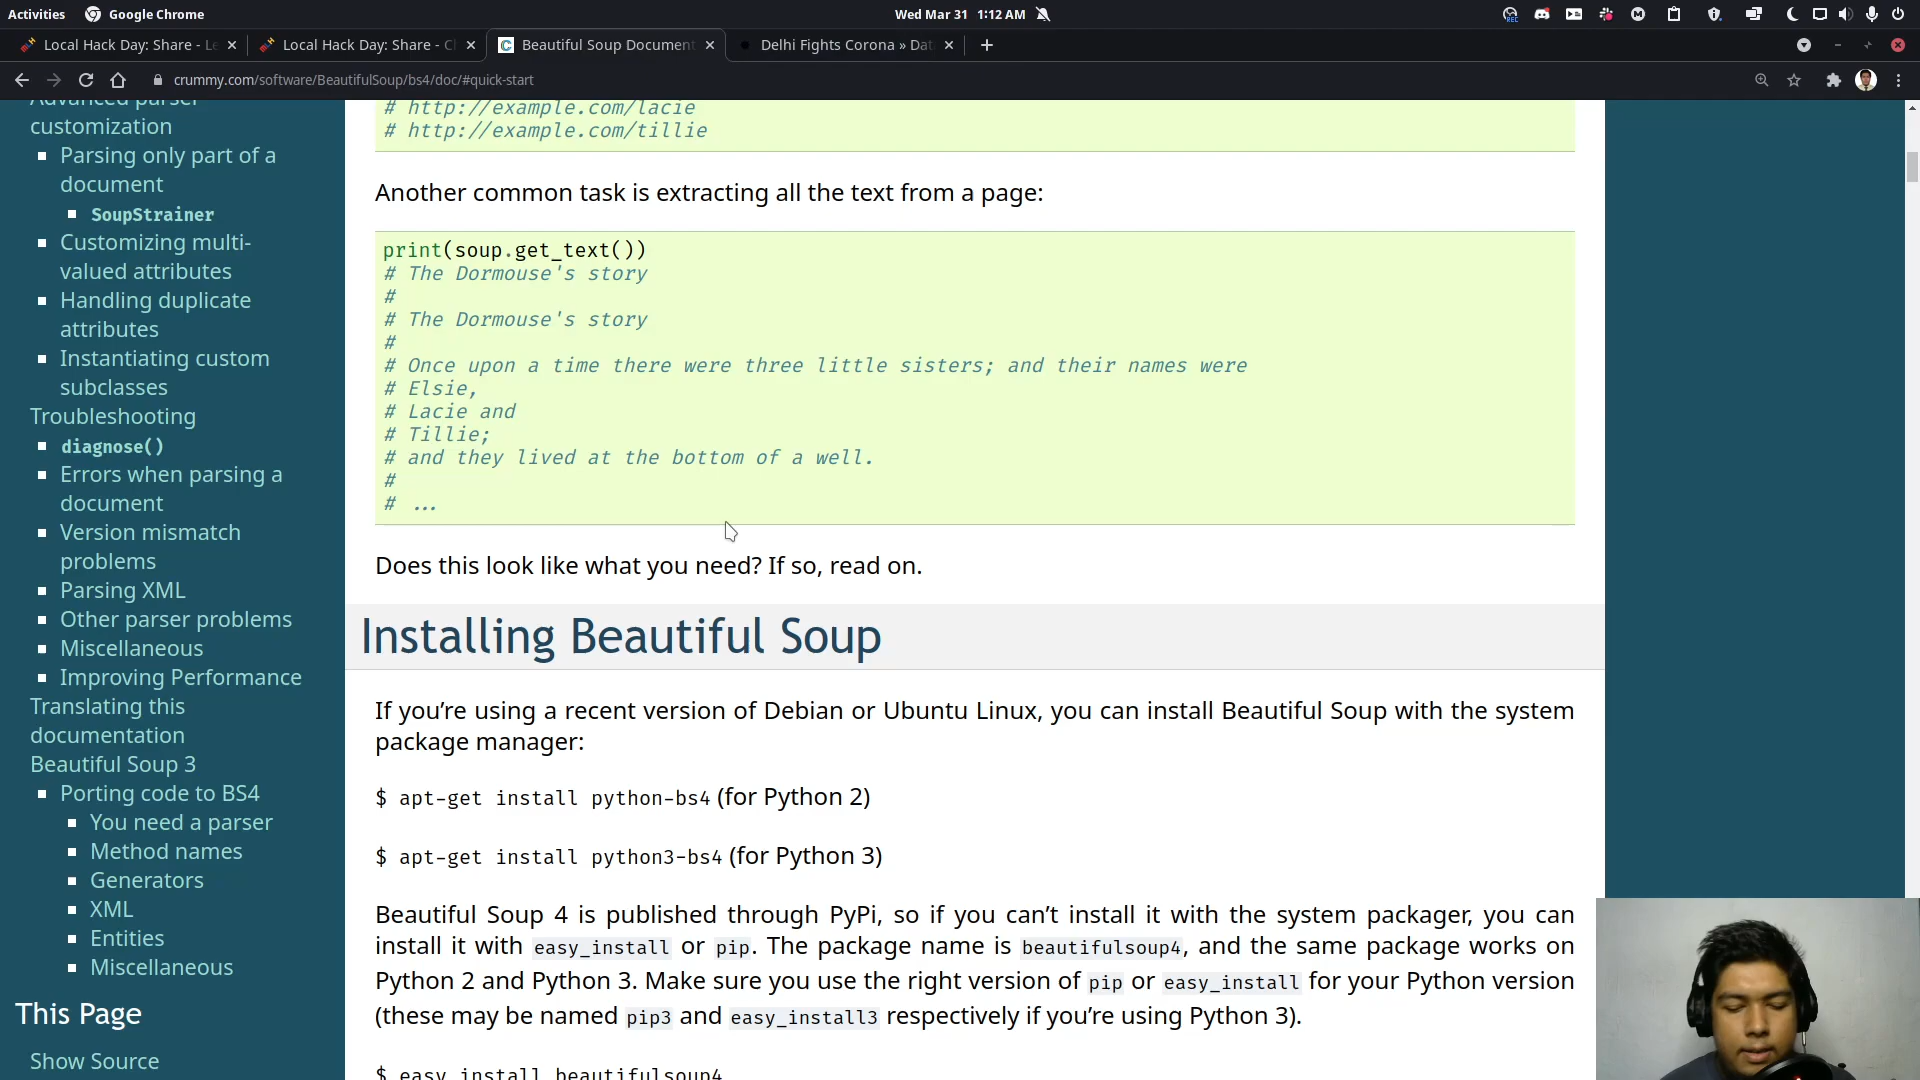 Activities Google Chrome Wed Mar 31 1:12 AM
Local Hack Day: Share - Le Local Hack Day: Share - Cl Beautiful Soup Document Delhi Fights Corona » Dat
crummy.com/software/BeautifulSoup/bs4/doc/#quick-start
Advanced parser
customization
Parsing only part of a
document
SoupStrainer
Customizing multi-
valued attributes
Handling duplicate
attributes
Instantiating custom
subclasses
Troubleshooting
diagnose()
Errors when parsing a
document
Version mismatch
problems
Parsing XML
Other parser problems
Miscellaneous
Improving Performance
Translating this
documentation
Beautiful Soup 3
Porting code to BS4
You need a parser
Method names
Generators
XML
Entities
Miscellaneous
This Page
Show Source
# http://example.com/lacie
# http://example.com/tillie
Another common task is extracting all the text from a page:
print(soup.get_text())
# The Dormouse's story
#
# The Dormouse's story
#
# Once upon a time there were three little sisters; and their names were
# Elsie,
# Lacie and
# Tillie;
# and they lived at the bottom of a well.
#
# ...
Does this look like what you need? If so, read on.
Installing Beautiful Soup
If you’re using a recent version of Debian or Ubuntu Linux, you can install Beautiful Soup with the system
package manager:
$ apt-get install python-bs4 (for Python 2)
$ apt-get install python3-bs4 (for Python 3)
Beautiful Soup 4 is published through PyPi, so if you can’t install it with the system packager, you can
install it with easy_install or pip. The package name is beautifulsoup4, and the same package works on
Python 2 and Python 3. Make sure you use the right version of pip or easy_install for your Python version
(these may be named pip3 and easy_install3 respectively if you’re using Python 3).
$ easy_install beautifulsoup4